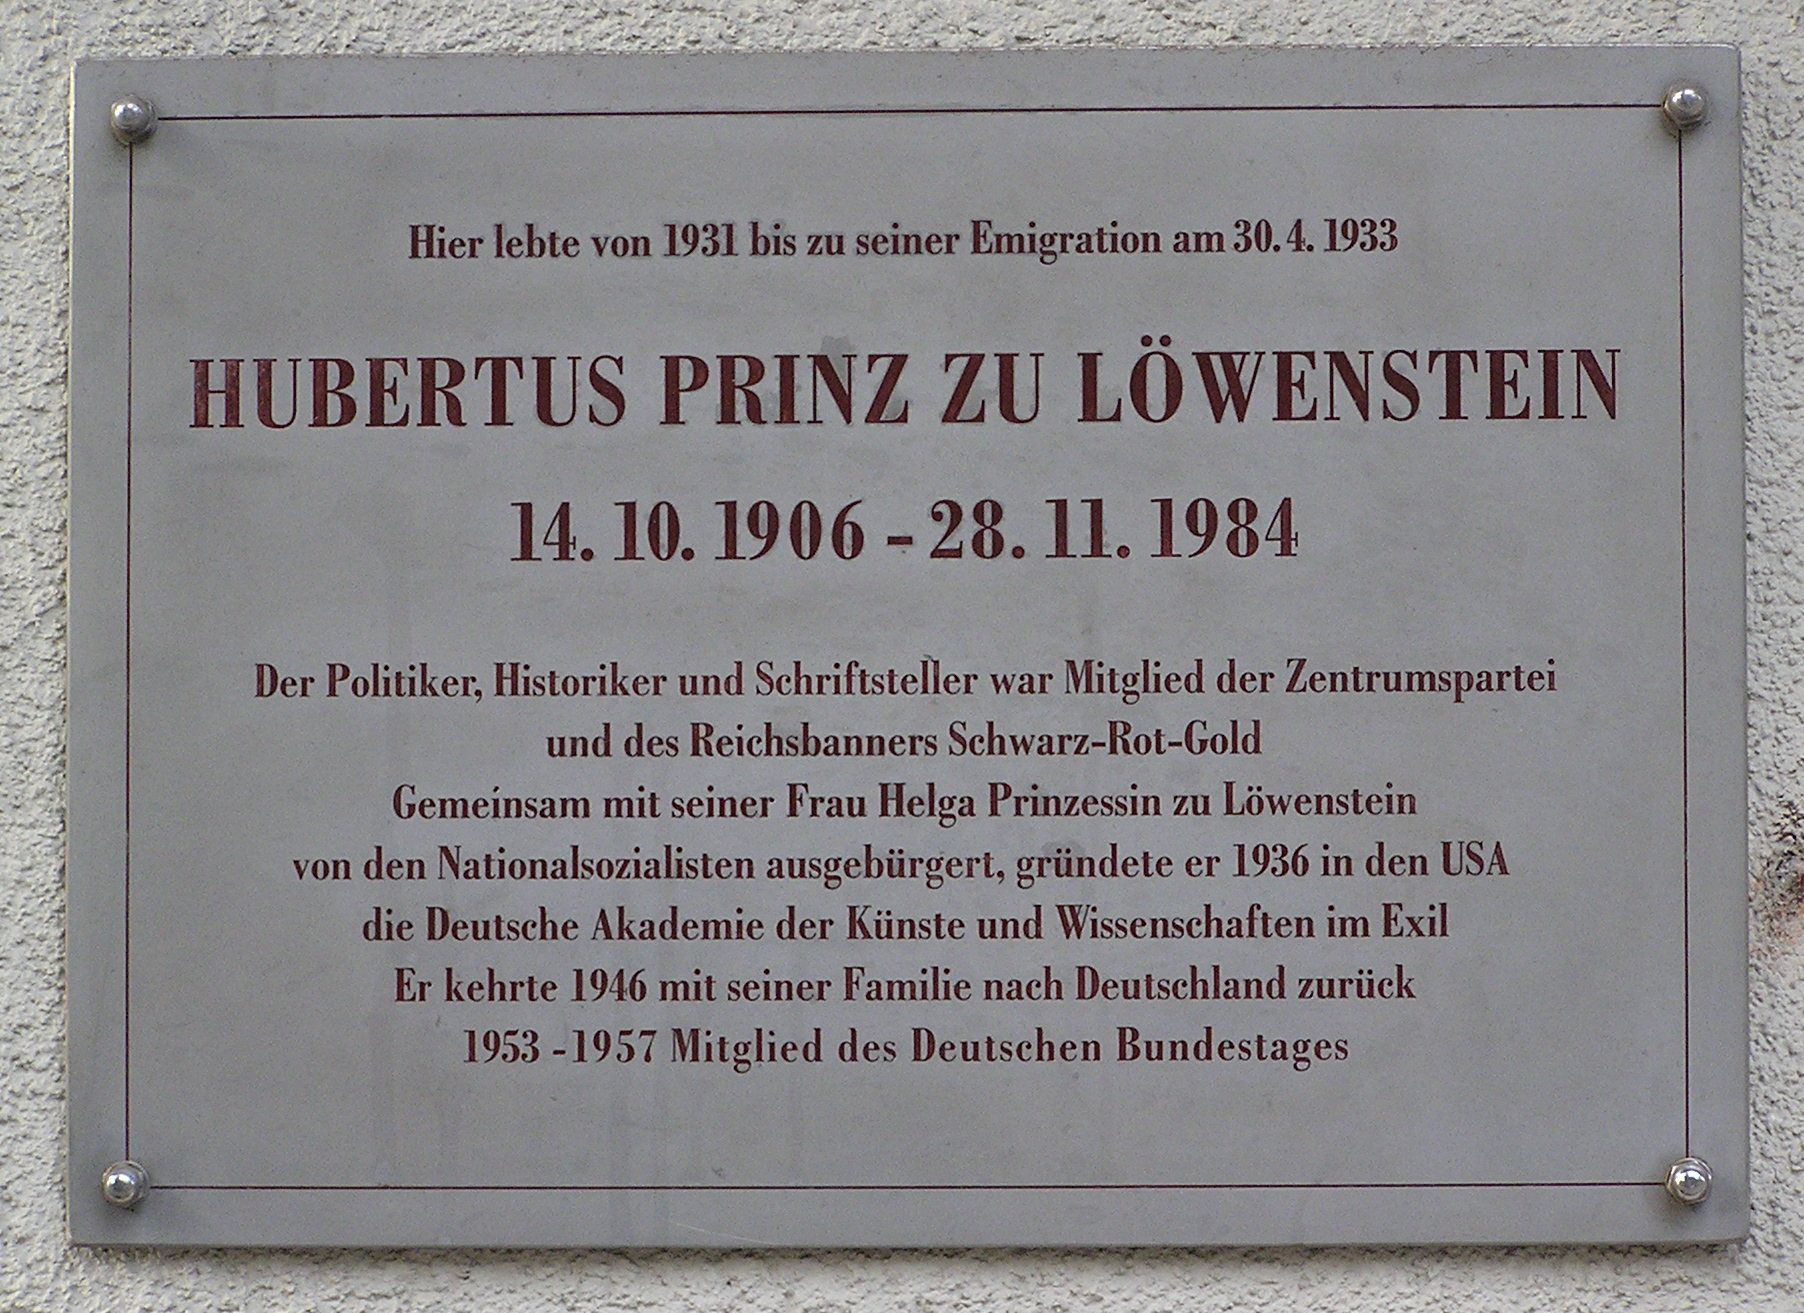 Hier lebte von 1931 bis zu seiner Emigration am 30. 4. 1933
HUBERTUS PRINZ ZU LÖWENSTEIN
14. 10. 1906 - 28. 11. 1984
Der Politiker, Historiker und Schriftsteller war Mitglied der Zentrumspartei
und des Reichsbanners Schwarz-Rot-Gold
Gemeinsam mit seiner Frau Helga Prinzessin zu Löwenstein
von den Nationalsozialisten ausgebürgert, gründete er 1936 in den USA
die Deutsche Akademie der Künste und Wissenschaften im Exil
Er kehrte 1946 mit seiner Familie nach Deutschland zurück
1953 - 1957 Mitglied des Deutschen Bundestages